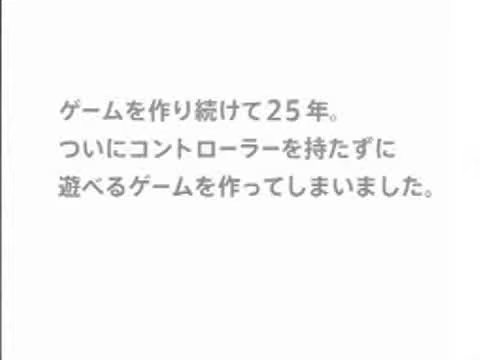 ゲームを作り続けて25年。
ついにコントローラーを持たずに
遊べるゲームを作ってしまいました。